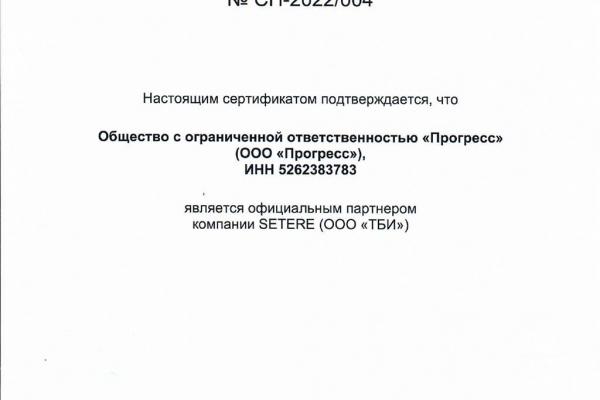 № СП-2022/004
Настоящим сертификатом подтверждается, что
Общество с ограниченной ответственностью «Прогресс»
(ООО «Прогресс»),
ИНН 5262383783
является официальным партнером
компании SETERE (ООО «ТБИ»)